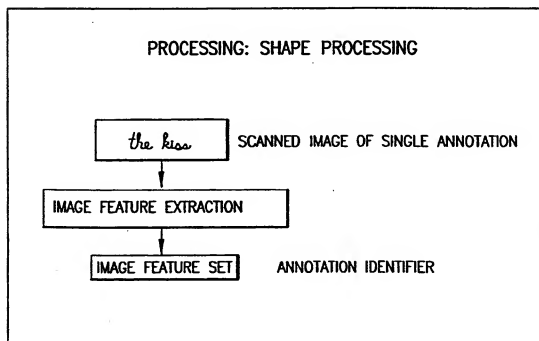 PROCESSING: SHAPE PROCESSING
the kiss SCANNED IMAGE OF SINGLE ANNOTATION
IMAGE FEATURE EXTRACTION
IMAGE FEATURE SET ANNOTATION IDENTIFIER